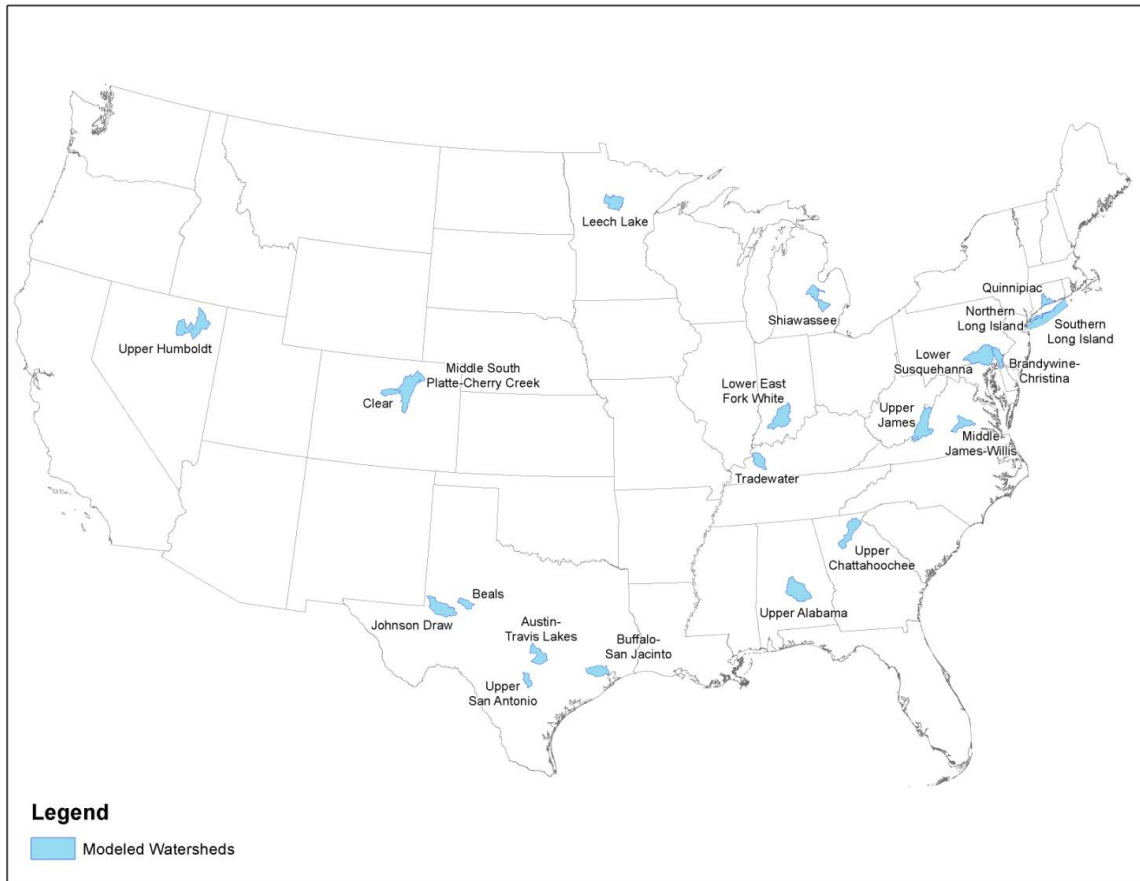 Leech Lake
Shiawassee
Quinnipiac
Northern
Long Island
Southern
Long Island
Upper Humboldt
Middle South
Platte-Cherry Creek
Clear
Lower East
Fork White
Lower
Susquehanna
Brandywine-
Christina
Upper
James
Middle-
James-Willis
Tradewater
Upper
Chattahoochee
Upper Alabama
Beals
Johnson Draw
Austin-
Travis Lakes
Buffalo-
San Jacinto
Upper
San Antonio
Legend
Modeled Watersheds